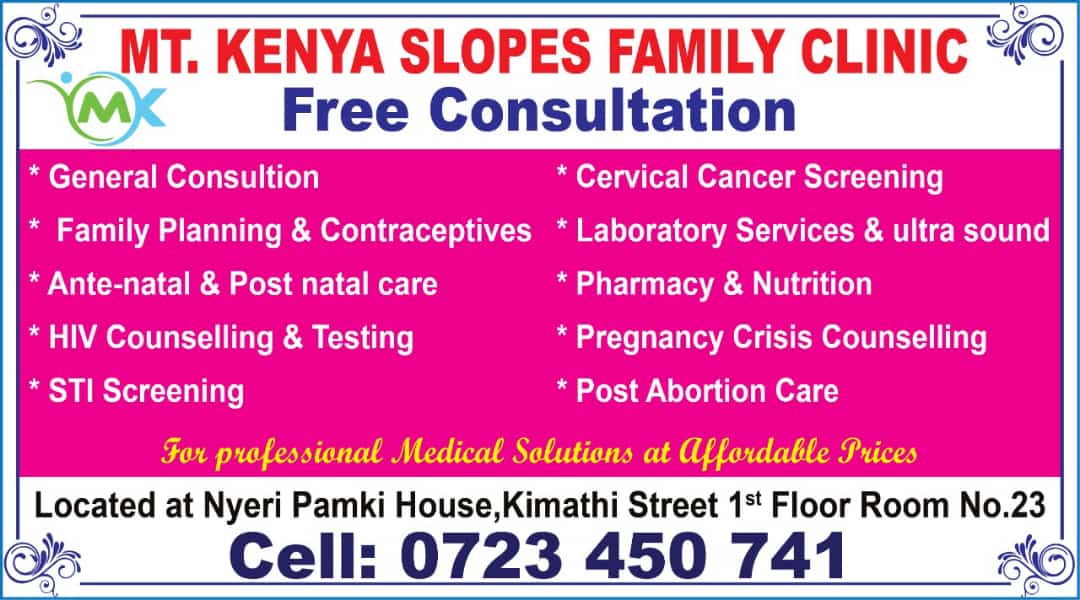 MT. KENYA SLOPES FAMILY CLINIC
MK
Free Consultation
* General Consultion
* Family Planning & Contraceptives
* Ante-natal & Post natal care
* HIV Counselling & Testing
* STI Screening
* Cervical Cancer Screening
* Laboratory Services & ultra sound
* Pharmacy & Nutrition
* Pregnancy Crisis Counselling
* Post Abortion Care
For professional Medical Solutions at Affordable Prices
Located at Nyeri Pamki House,Kimathi Street 1st Floor Room No.23
Cell: 0723 450 741